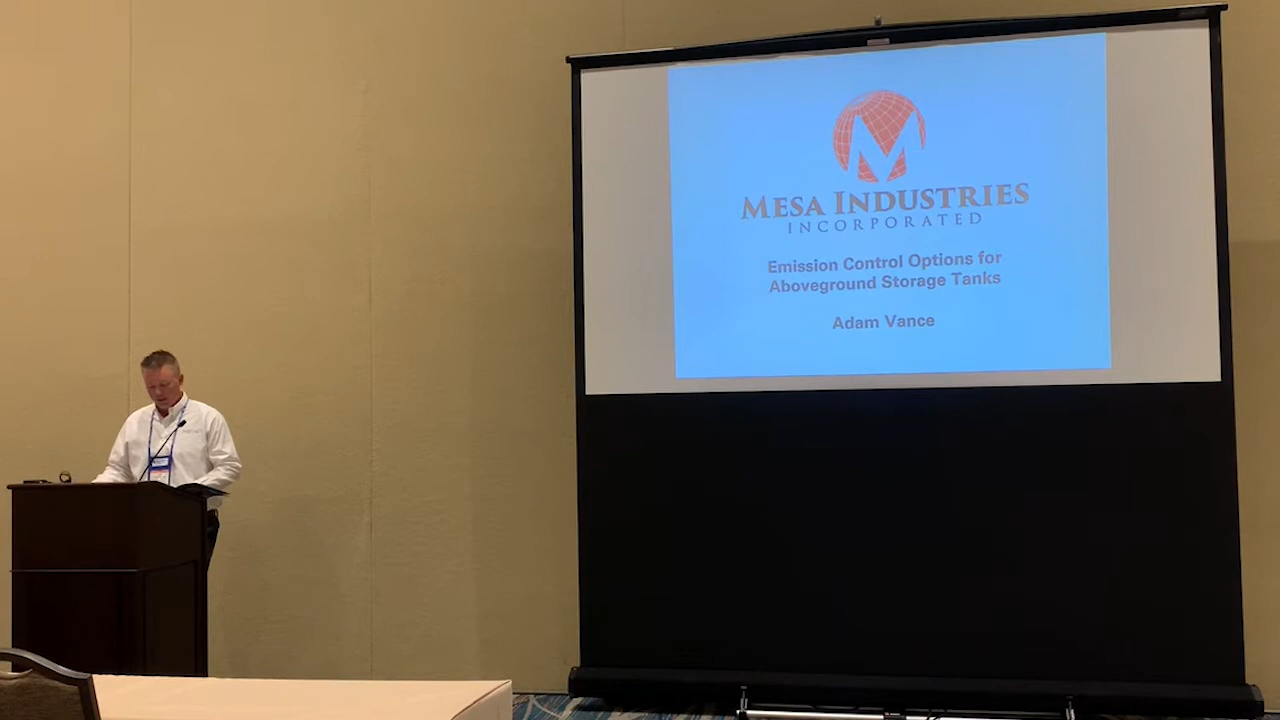 MESA INDUSTRIES
INCORPORATED
Emission Control Options for
Aboveground Storage Tanks
Adam Vance